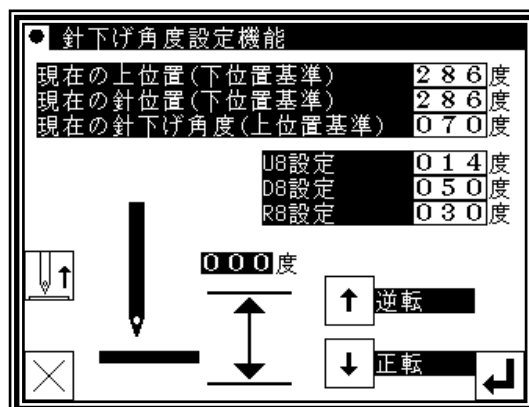 ● 針下げ角度設定機能
現在の上位置(下位置基準) 286度
現在の針位置(下位置基準) 286度
現在の針下げ角度(上位置基準) 070度
U8設定 014度
D8設定 050度
R8設定 030度
000度
↑ 逆転
↓ 正転